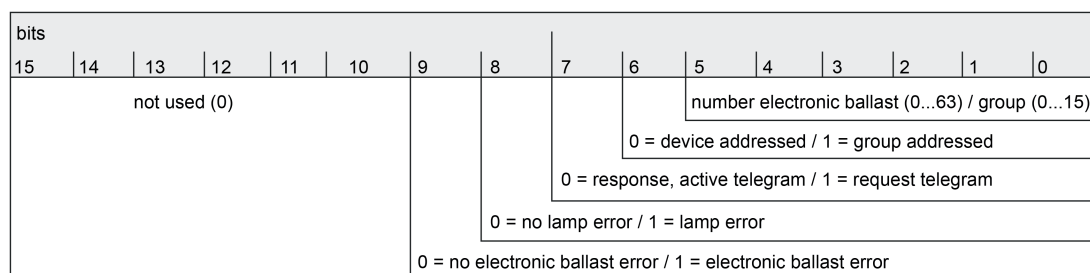 bits
15 14 13 12 11 10 9 8 7 6 5 4 3 2 1 0
not used (0) number electronic ballast (0...63) / group (0...15)
0 = device addressed / 1 = group addressed
0 = response, active telegram / 1 = request telegram
0 = no lamp error / 1 = lamp error
0 = no electronic ballast error / 1 = electronic ballast error